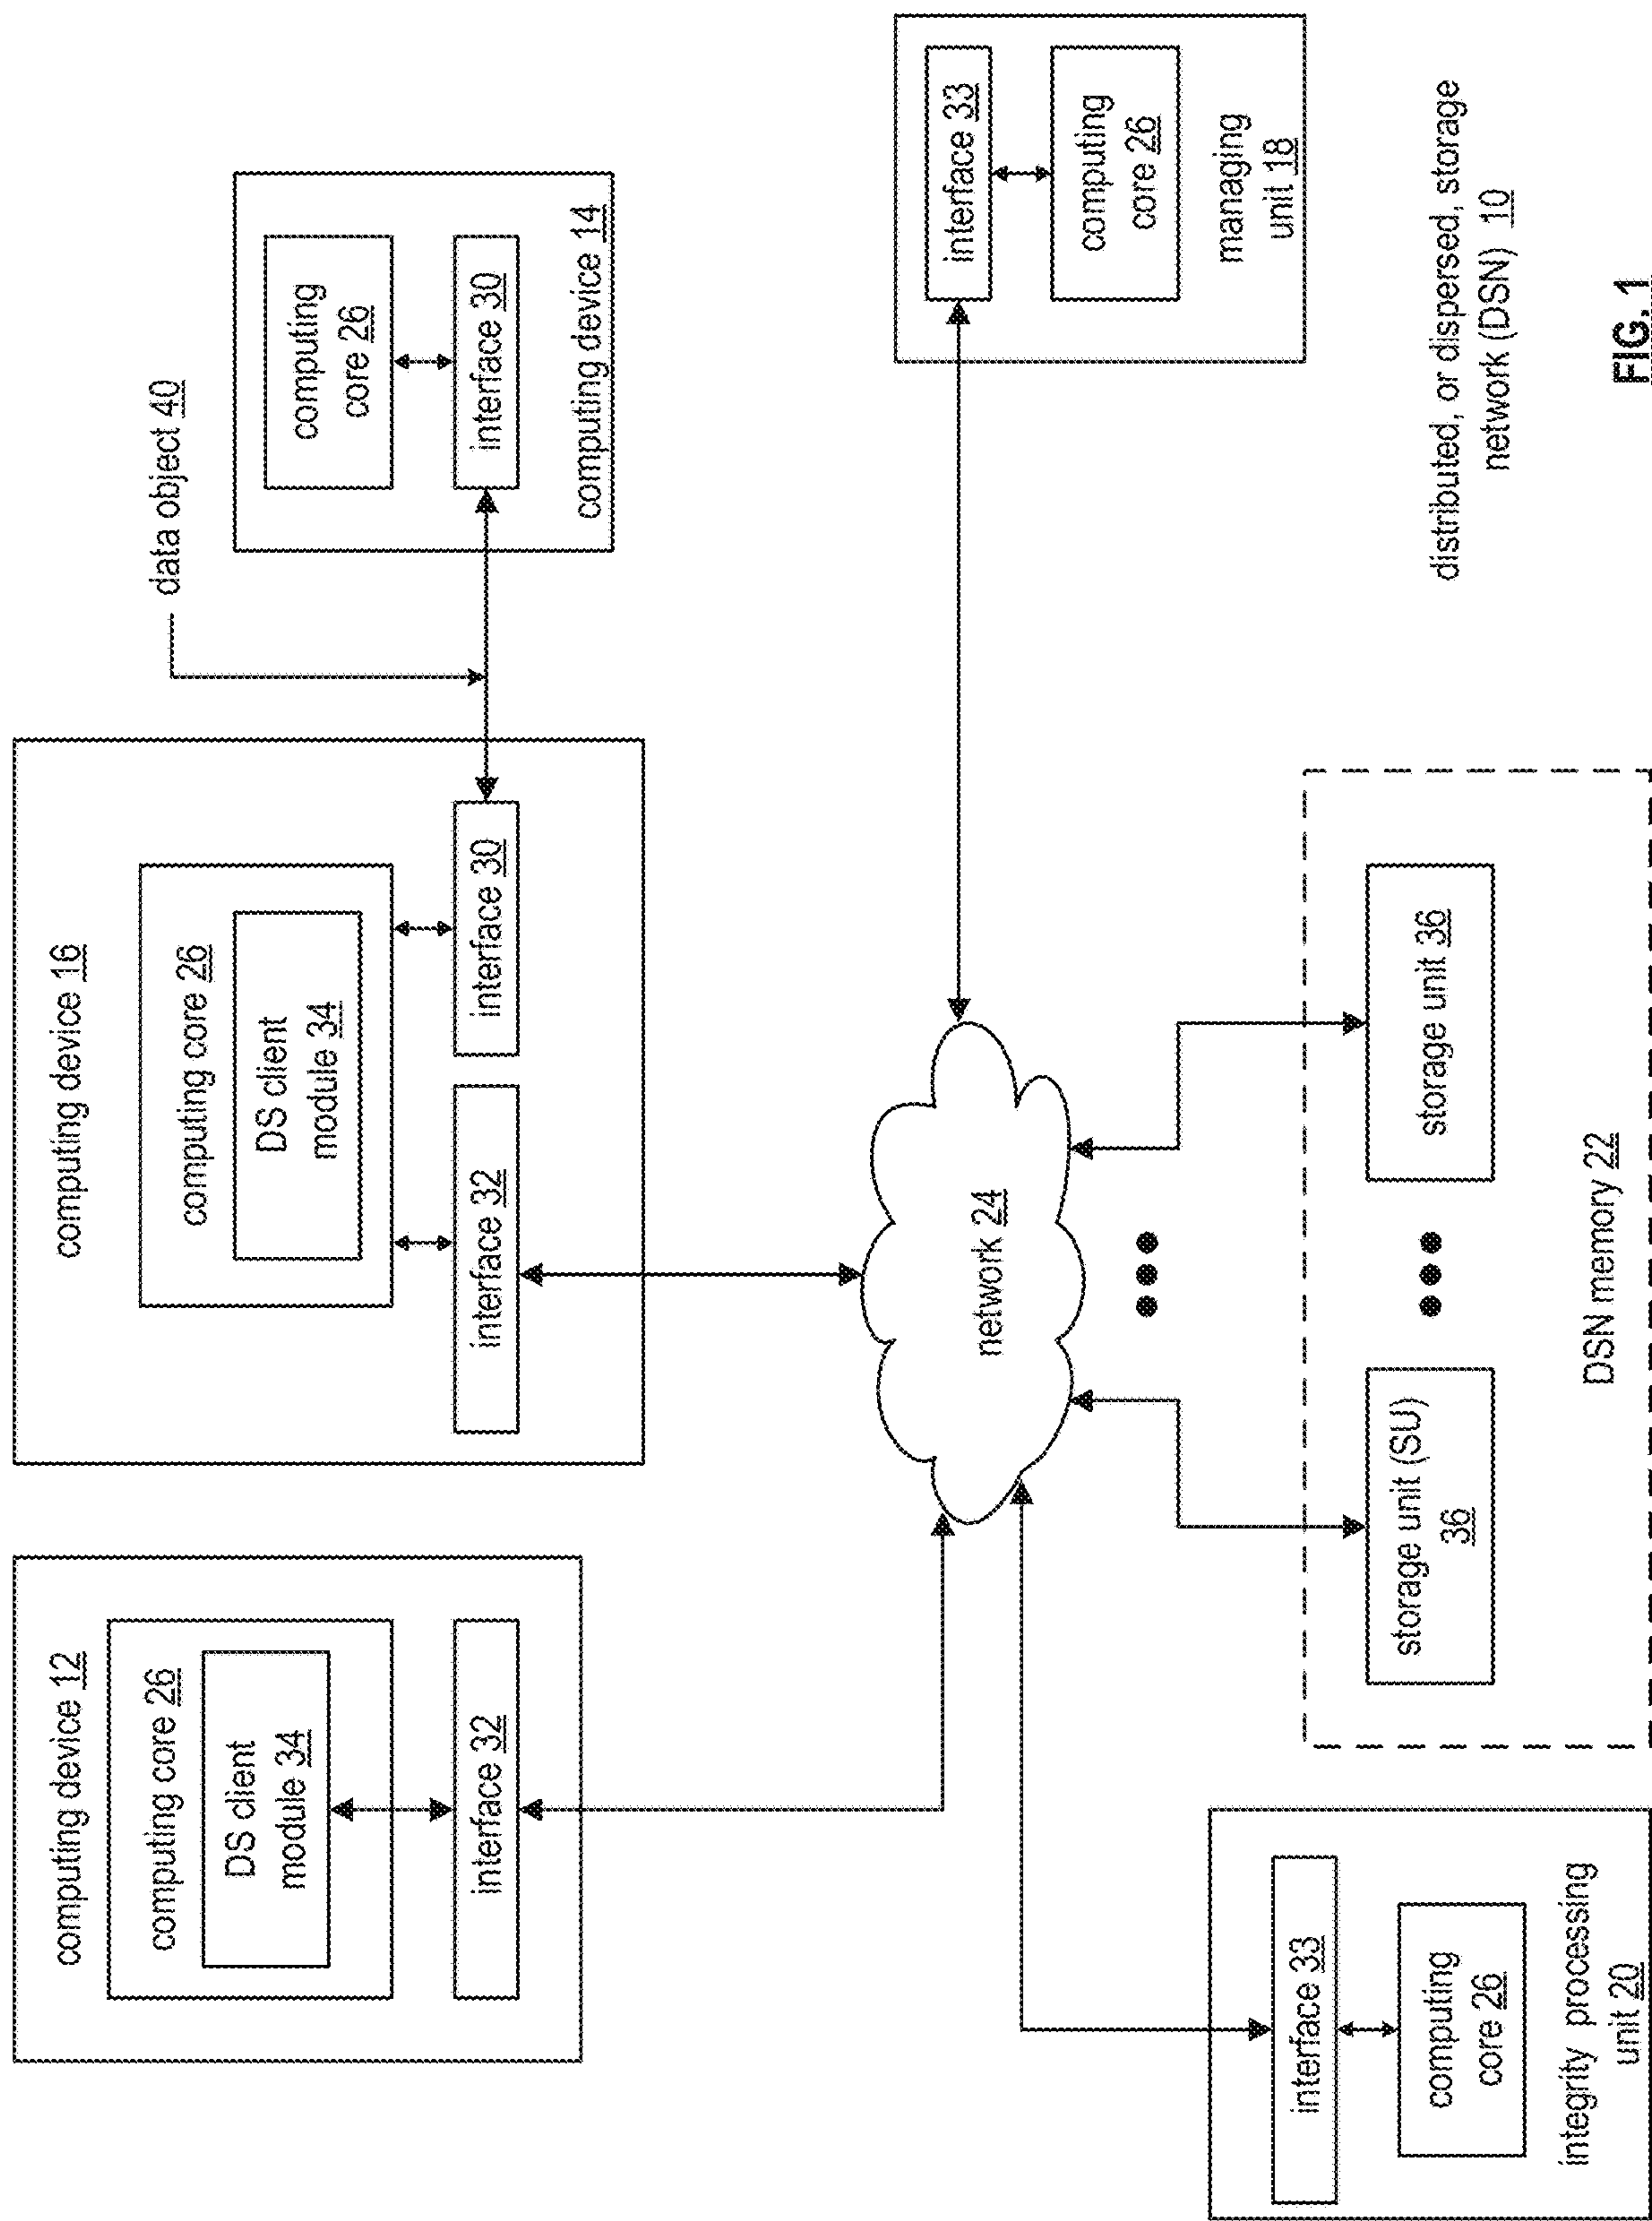 computing device 12
computing core 26
DS client
module 34
interface 32
computing device 16
computing core 26
DS client
module 34
interface 32
interface 30
data object 40
computing
core 26
interface 30
computing device 14
network 24
interface 33
computing
core 26
managing
unit 18
interface 33
computing
core 26
integrity processing
unit 20
storage unit (SU)
36
storage unit 36
DSN memory 22
distributed, or dispersed, storage
network (DSN) 10
FIG. 1